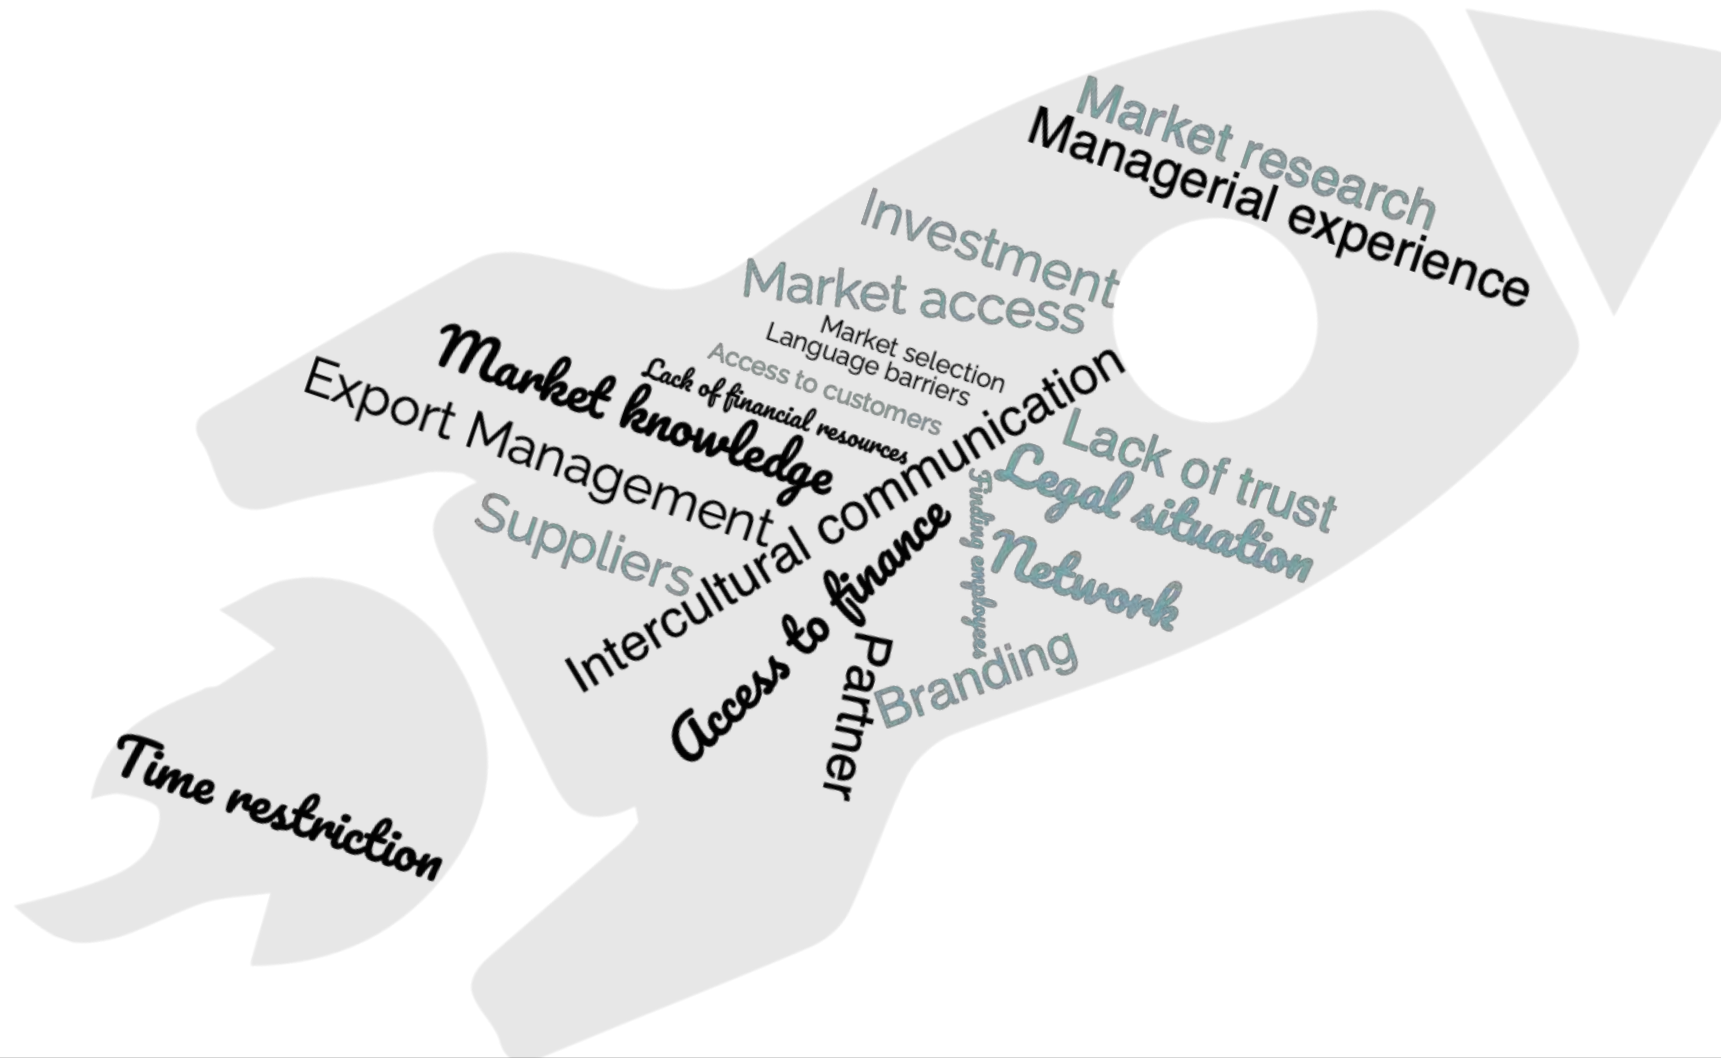 Market research
Managerial experience
Investment
Market access
Market selection
Language barriers
Access to customers
Lack of financial resources
Market knowledge
Export Management
Suppliers
Intercultural communication
Lack of trust
Legal situation
Finding employees
Network
Access to finance
Partner
Branding
Time restriction